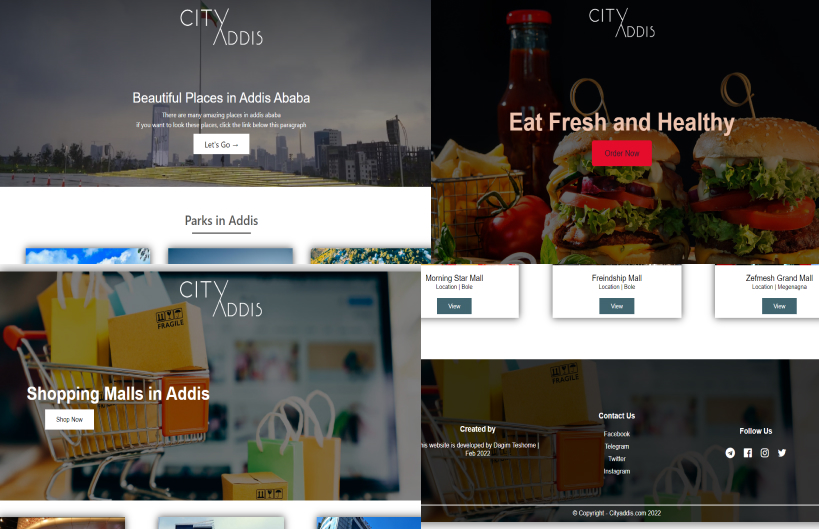 CITY
ADDIS
Beautiful Places in Addis Ababa
There are many amazing places in addis ababa
if you want to look these places, click the link below this paragraph
Let's Go →
Parks in Addis
CITY
ADDIS
Eat Fresh and Healthy
Order Now
CITY
ADDIS
FRAGILE
Shopping Malls in Addis
Shop Now
Morning Star Mall
Location | Bole
View
Freindship Mall
Location | Bole
View
Zefmesh Grand Mall
Location | Megenagna
View
FRAGILE
Created by
his website is developed by Dagim Teshome |
Feb 2022
Contact Us
Facebook
Telegram
Twitter
Instagram
Follow Us
© Copyright - Cityaddis.com 2022